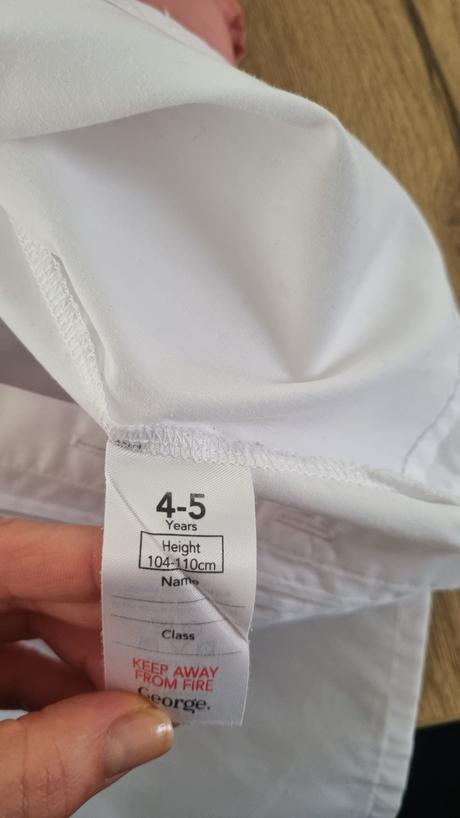 4-5
Years
Height
104-110cm
Name
Class
KEEP AWAY
FROM FIRE
George.